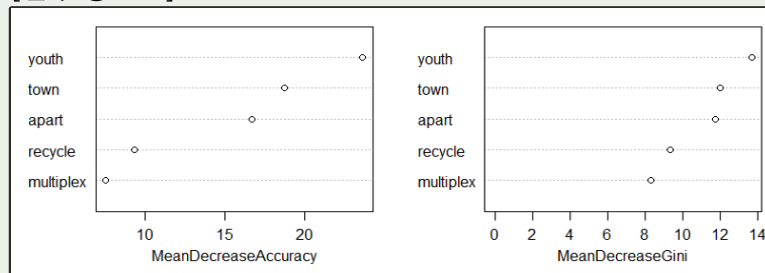 youth
town
apart
recycle
multiplex
10 15 20
MeanDecreaseAccuracy
youth
town
apart
recycle
multiplex
0 2 4 6 8 10 12 14
MeanDecreaseGini